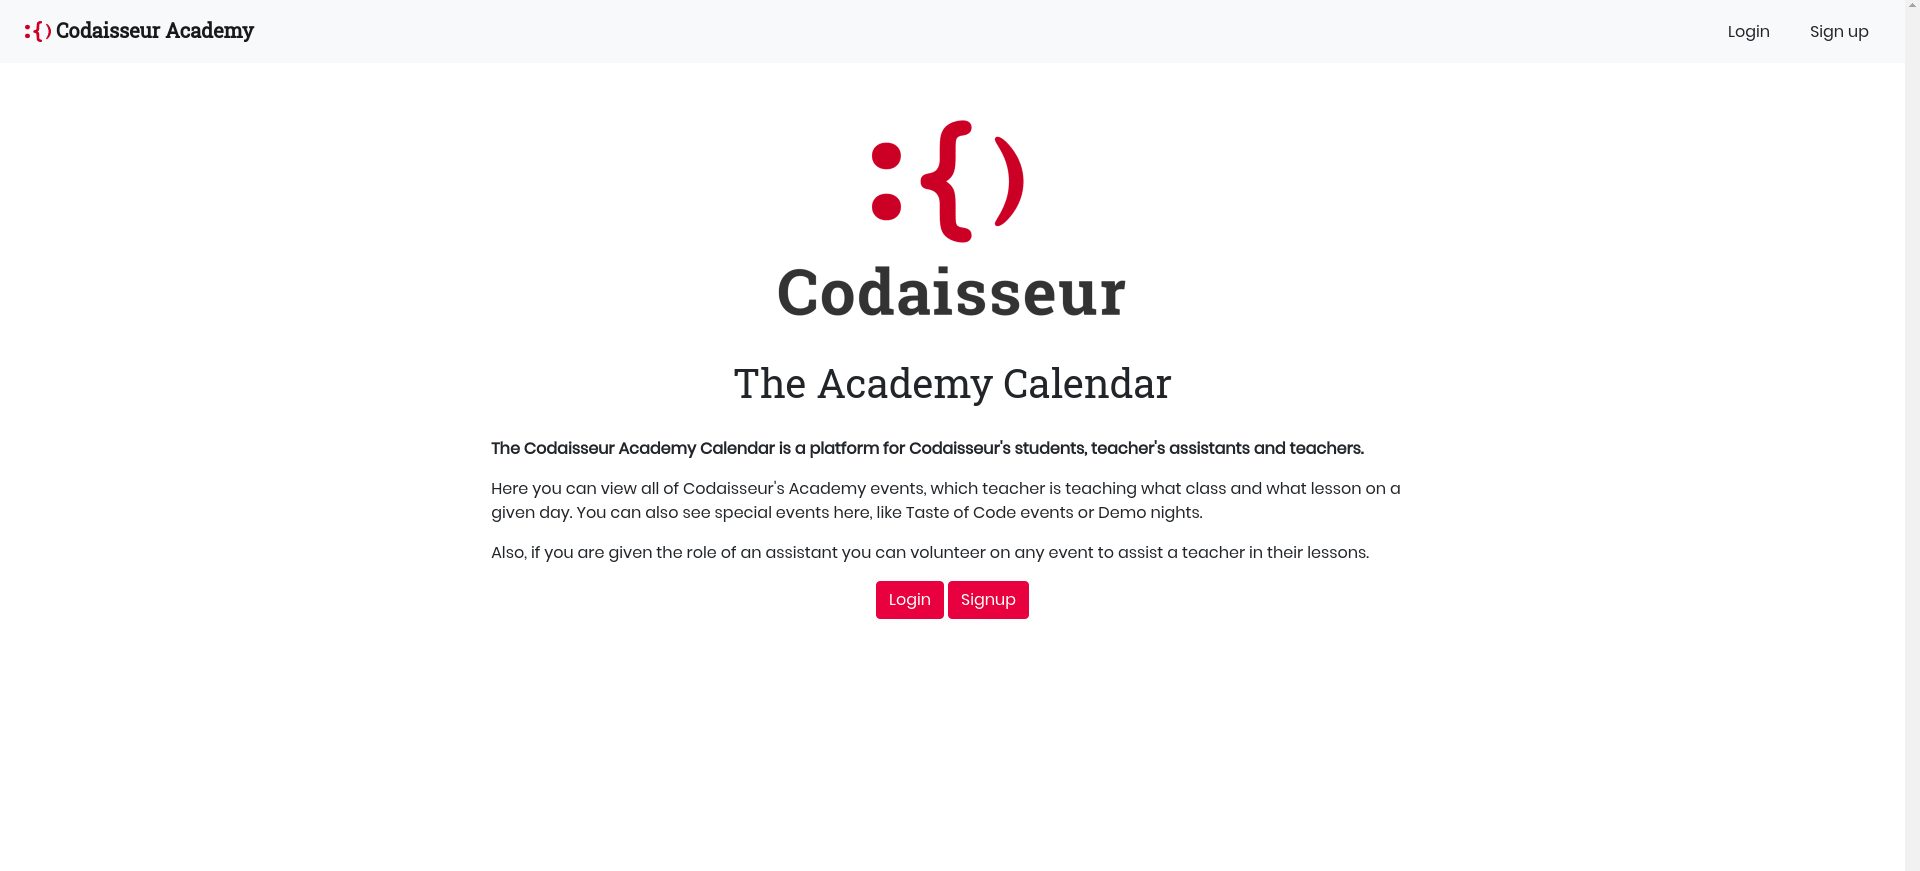 :{) Codaisseur Academy
Login
Sign up
:{)
Codaisseur
The Academy Calendar
The Codaisseur Academy Calendar is a platform for Codaisseur's students, teacher's assistants and teachers.
Here you can view all of Codaisseur's Academy events, which teacher is teaching what class and what lesson on a
given day. You can also see special events here, like Taste of Code events or Demo nights.
Also, if you are given the role of an assistant you can volunteer on any event to assist a teacher in their lessons.
Login
Signup